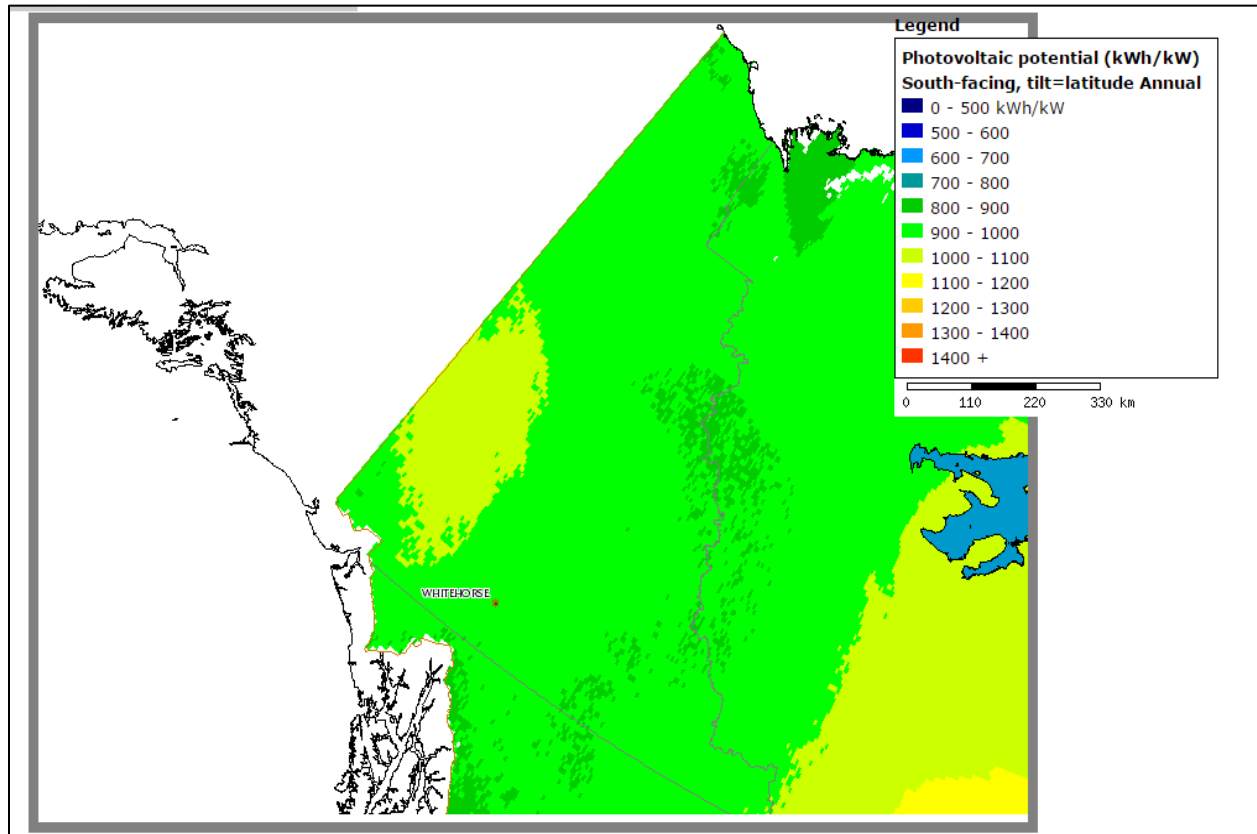 Legend
Photovoltaic potential (kWh/kW)
South-facing, tilt=latitude Annual
0 - 500 kWh/kW
500 - 600
600 - 700
700 - 800
800 - 900
900 - 1000
1000 - 1100
1100 - 1200
1200 - 1300
1300 - 1400
1400 +
0 110 220 330 km
WHITEHORSE